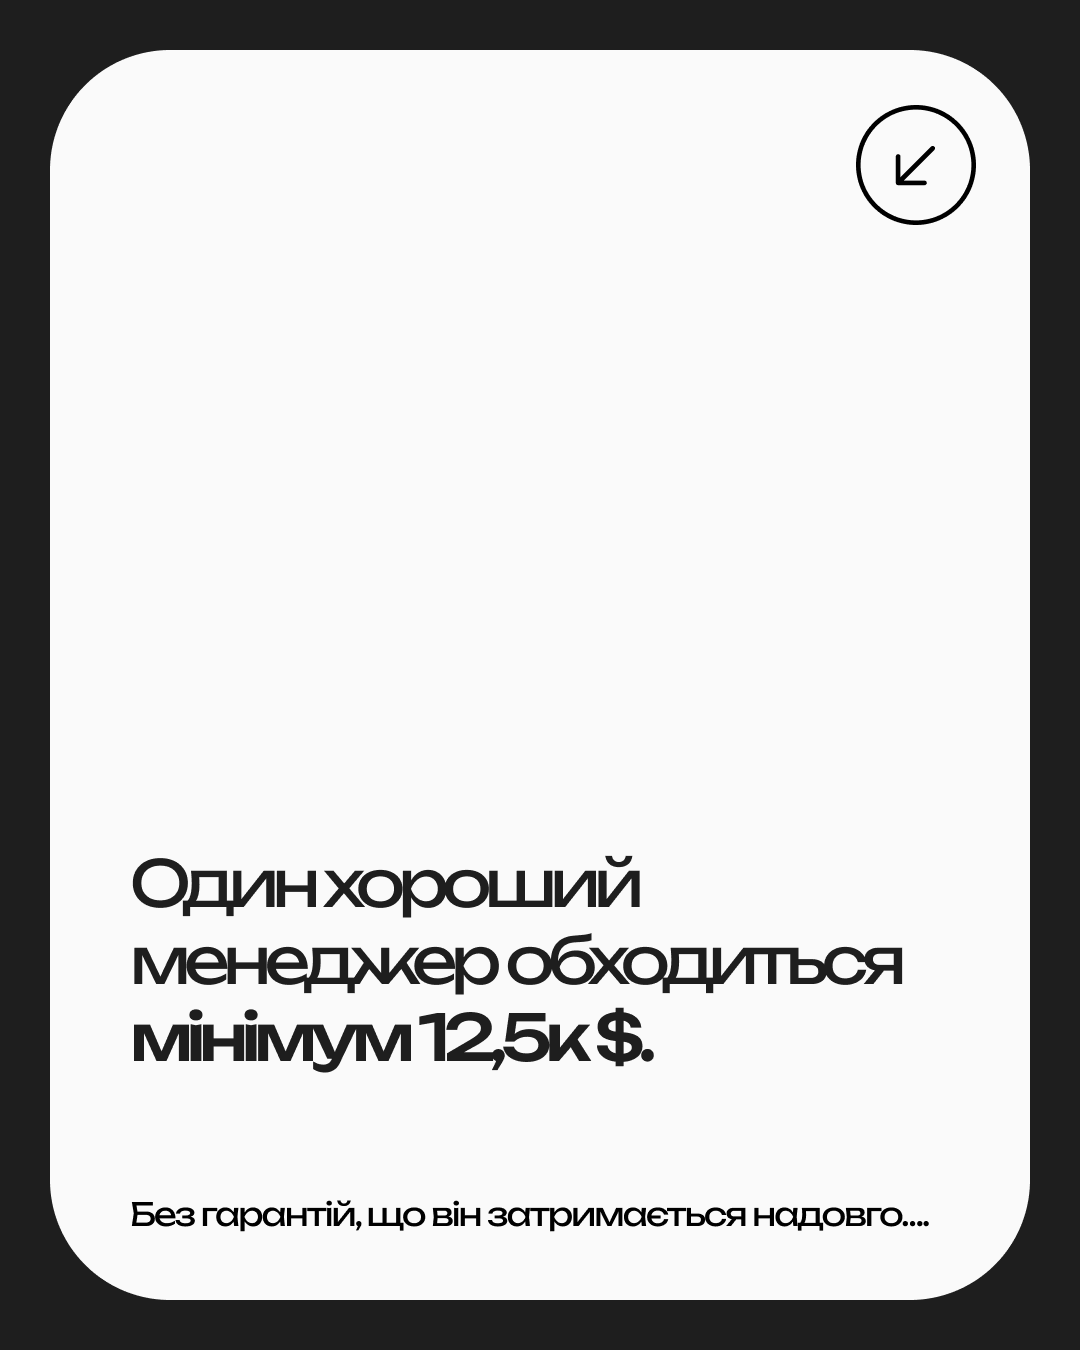 Один хороший
менеджер обходиться
мінімум 12,5к $.
Без гарантій, що він затримається надовго....